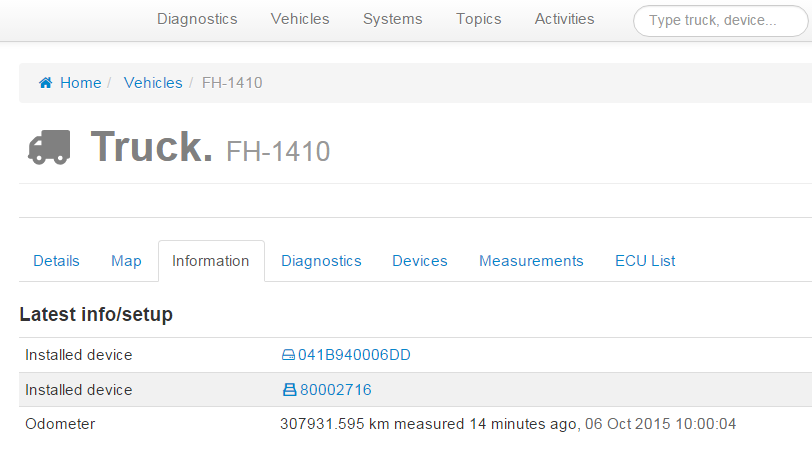 Diagnostics Vehicles Systems Topics Activities Type truck, device...
Home / Vehicles / FH-1410
Truck. FH-1410
Details Map Information Diagnostics Devices Measurements ECU List
Latest info/setup
Installed device 041B940006DD
Installed device 80002716
Odometer 307931.595 km measured 14 minutes ago, 06 Oct 2015 10:00:04